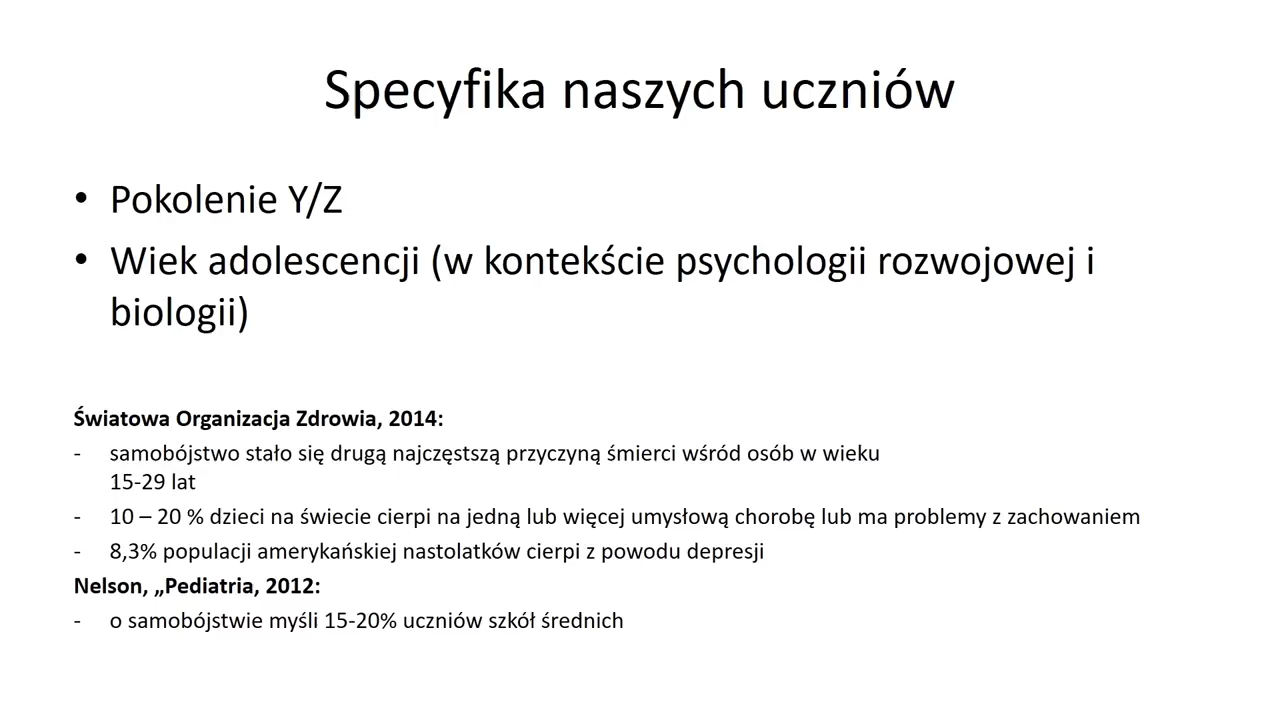 Specyfika naszych uczniów
• Pokolenie Y/Z
• Wiek adolescencji (w kontekście psychologii rozwojowej i
biologii)
Światowa Organizacja Zdrowia, 2014:
- samobójstwo stało się drugą najczęstszą przyczyną śmierci wśród osób w wieku
15-29 lat
- 10 – 20 % dzieci na świecie cierpi na jedną lub więcej umysłową chorobę lub ma problemy z zachowaniem
- 8,3% populacji amerykańskiej nastolatków cierpi z powodu depresji
Nelson, „Pediatria, 2012:
- o samobójstwie myśli 15-20% uczniów szkół średnich